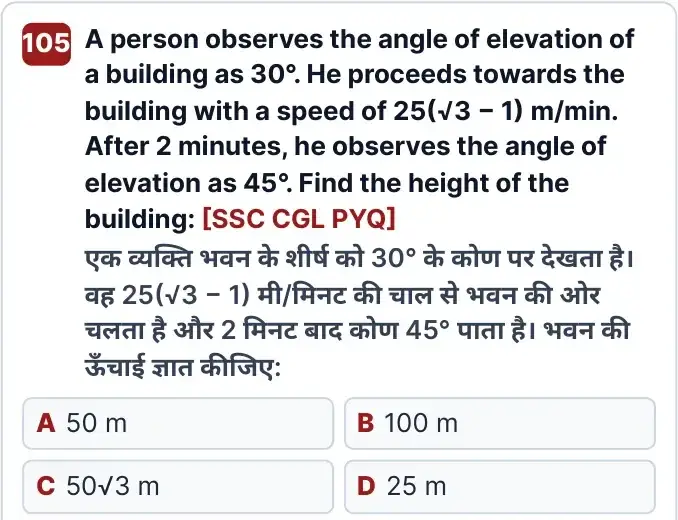 105 A person observes the angle of elevation of
a building as 30°. He proceeds towards the
building with a speed of 25(√3 − 1) m/min.
After 2 minutes, he observes the angle of
elevation as 45°. Find the height of the
building: [SSC CGL PYQ]
एक व्यक्ति भवन के शीर्ष को 30° के कोण पर देखता है।
वह 25(√3 − 1) मी/मिनट की चाल से भवन की ओर
चलता है और 2 मिनट बाद कोण 45° पाता है। भवन की
ऊँचाई ज्ञात कीजिए:
A 50 m
B 100 m
C 50√3 m
D 25 m